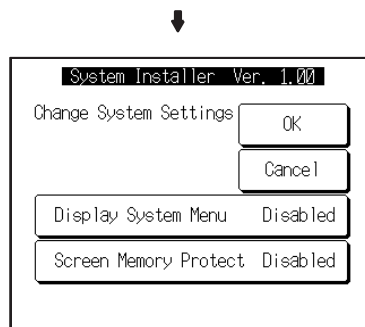 System Installer Ver. 1.00
Change System Settings
OK
Cancel
Display System Menu Disabled
Screen Memory Protect Disabled